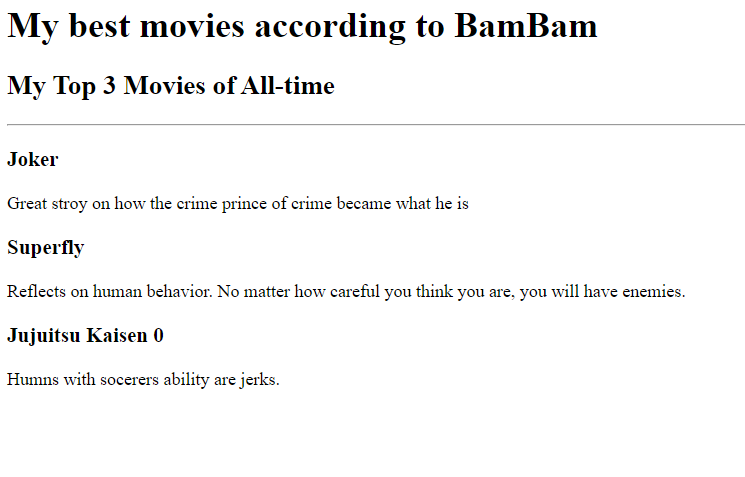 My best movies according to BamBam
My Top 3 Movies of All-time
Joker
Great stroy on how the crime prince of crime became what he is
Superfly
Reflects on human behavior. No matter how careful you think you are, you will have enemies.
Jujuitsu Kaisen 0
Humns with socerers ability are jerks.